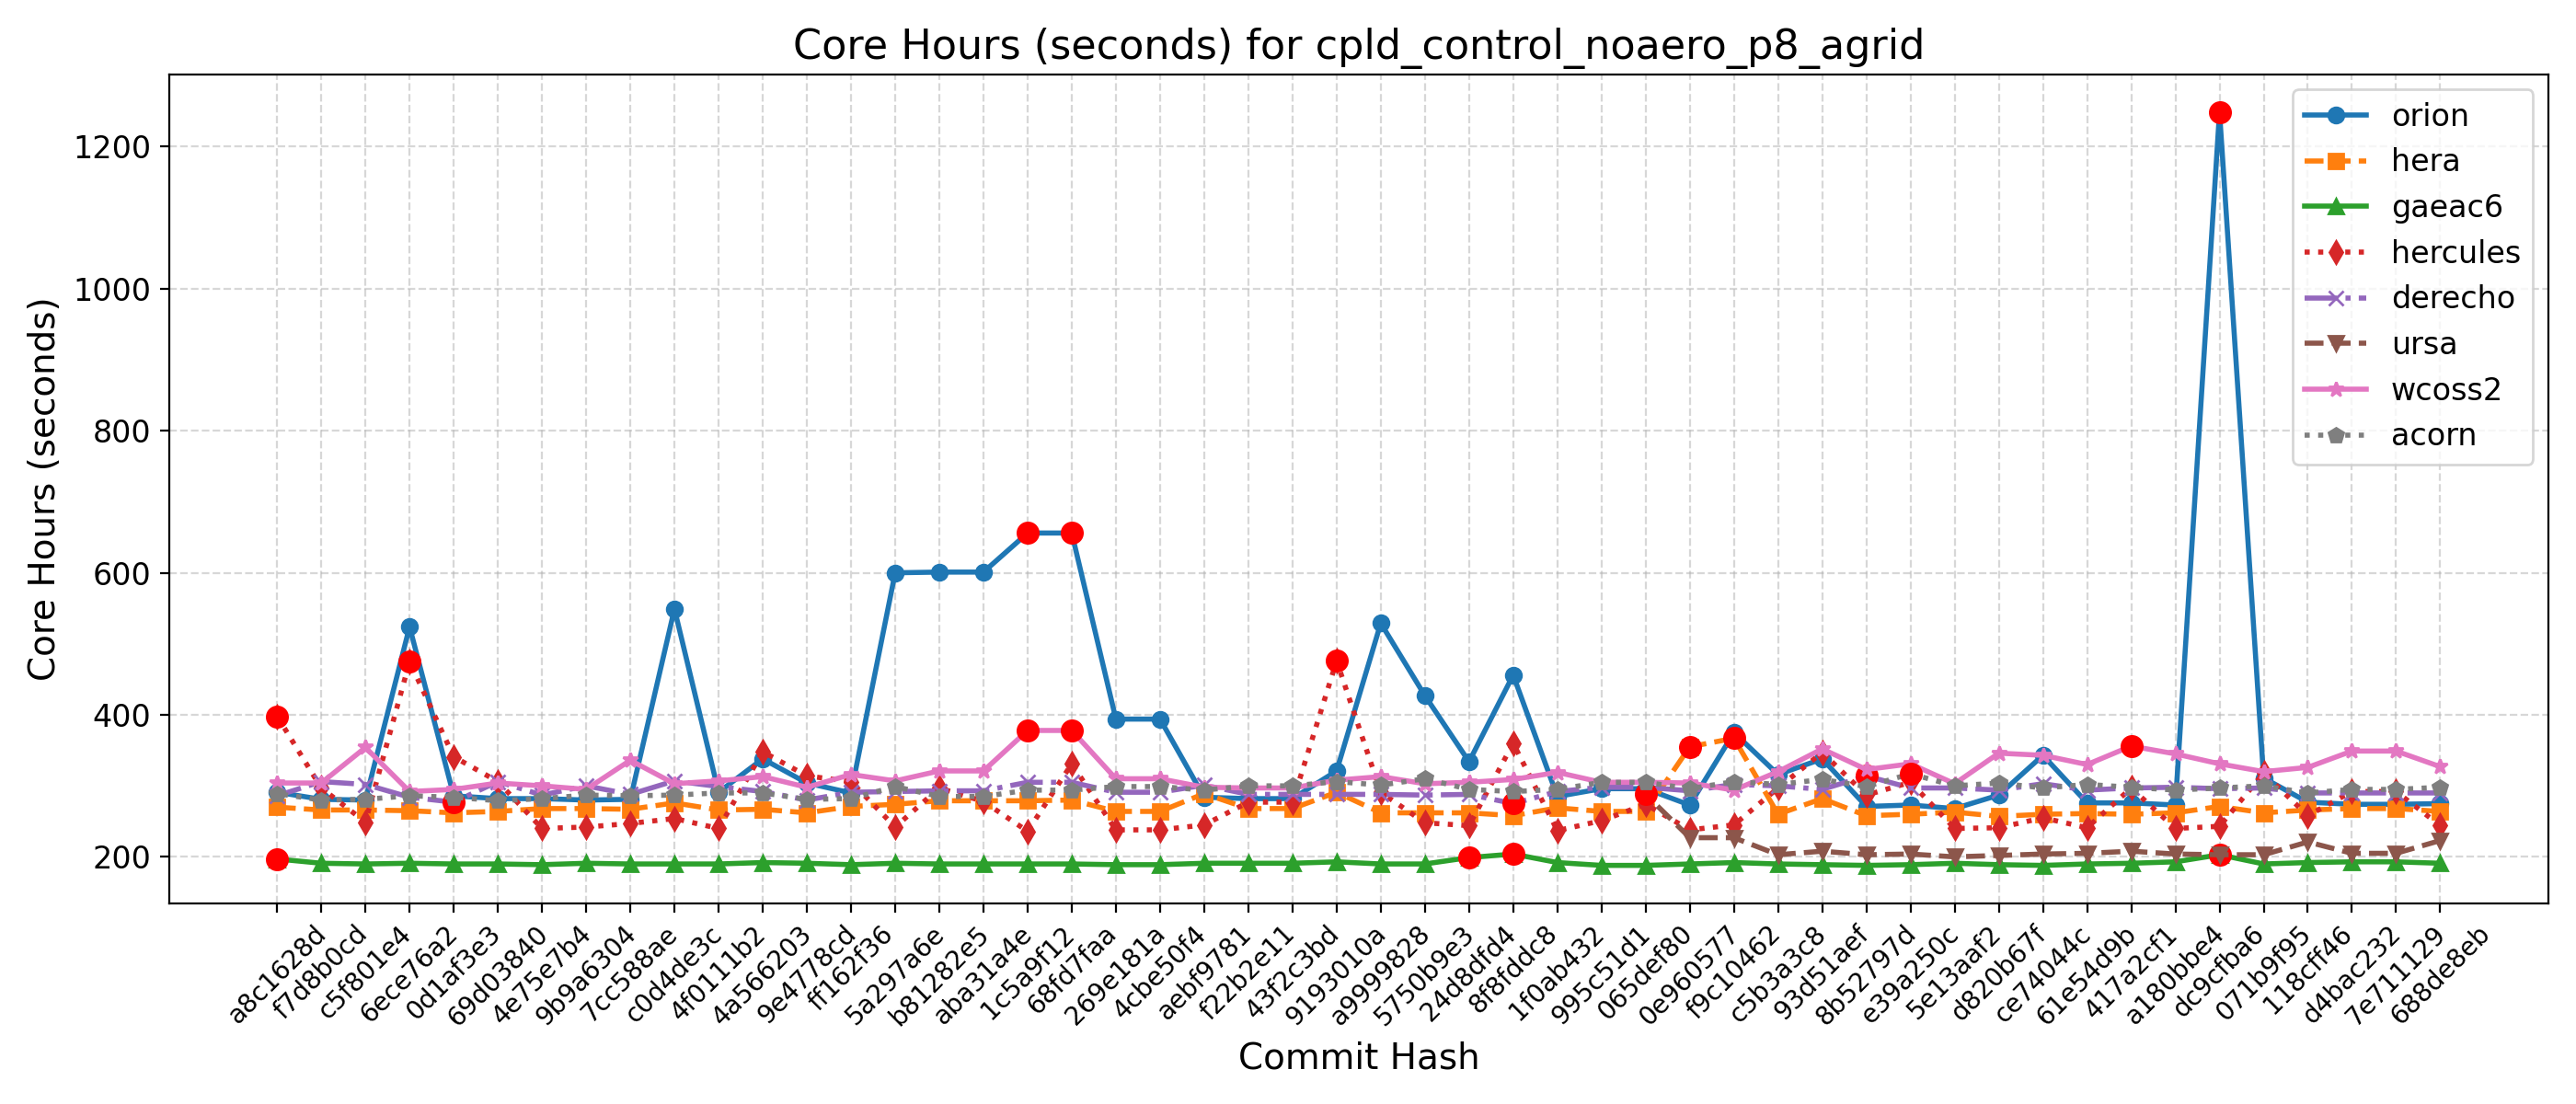 Core Hours (seconds) for cpld_control_noaero_p8_agrid
Core Hours (seconds)
1200
1000
800
600
400
200
orion
hera
gaeac6
hercules
derecho
ursa
wcoss2
acorn
a8c1628d
f7d8b0cd
c5f801e4
6ece76a2
0d1af3e3
69d03840
4e75e7b4
9b9a6304
7cc588ae
c0d4de3c
4f0111b2
4a566203
9e4778cd
ff162f36
5a297a6e
b81282e5
aba31a4e
1c5a9f12
68fd7faa
269e181a
4cbe50f4
aebf9781
f22b2e11
43f2c3bd
9193010a
a9999828
5750b9e3
24d8dfd4
8f8fddc8
1f0ab432
995c51d1
065def80
0e960577
f9c10462
c5b3a3c8
93d51aef
8b52797d
e39a250c
5e13aaf2
d820b67f
ce74044c
61e54d9b
417a2cf1
a180bbe4
dc9cfba6
071b9f95
118cff46
d4bac232
7e711129
688de8eb
Commit Hash